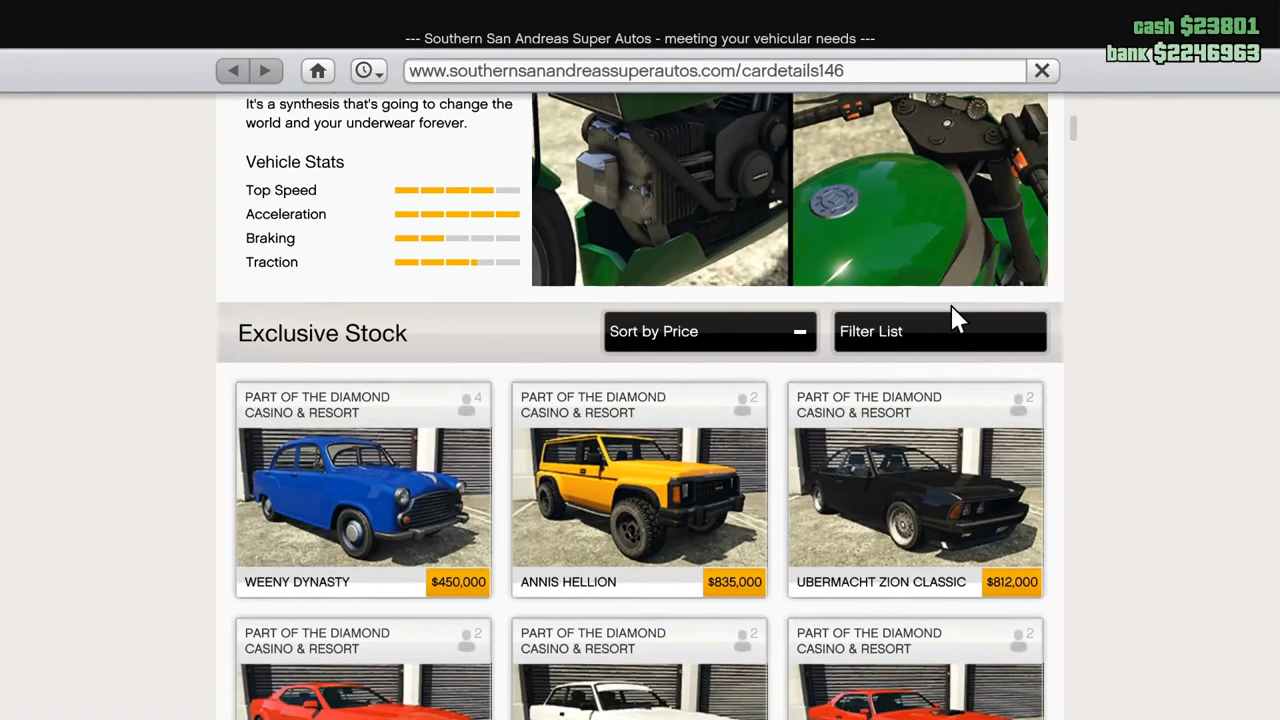 cash $23801
--- Southern San Andreas Super Autos - meeting your vehicular needs ---
bank $2246963
www.southernsanandreassuperautos.com/cardetails146
It's a synthesis that's going to change the
world and your underwear forever.
Vehicle Stats
Top Speed
Acceleration
Braking
Traction
Exclusive Stock
Sort by Price
Filter List
PART OF THE DIAMOND
CASINO & RESORT
4
WEENY DYNASTY
$450,000
PART OF THE DIAMOND
CASINO & RESORT
2
ANNIS HELLION
$835,000
PART OF THE DIAMOND
CASINO & RESORT
2
UBERMACHT ZION CLASSIC
$812,000
PART OF THE DIAMOND
CASINO & RESORT
2
PART OF THE DIAMOND
CASINO & RESORT
2
PART OF THE DIAMOND
CASINO & RESORT
2